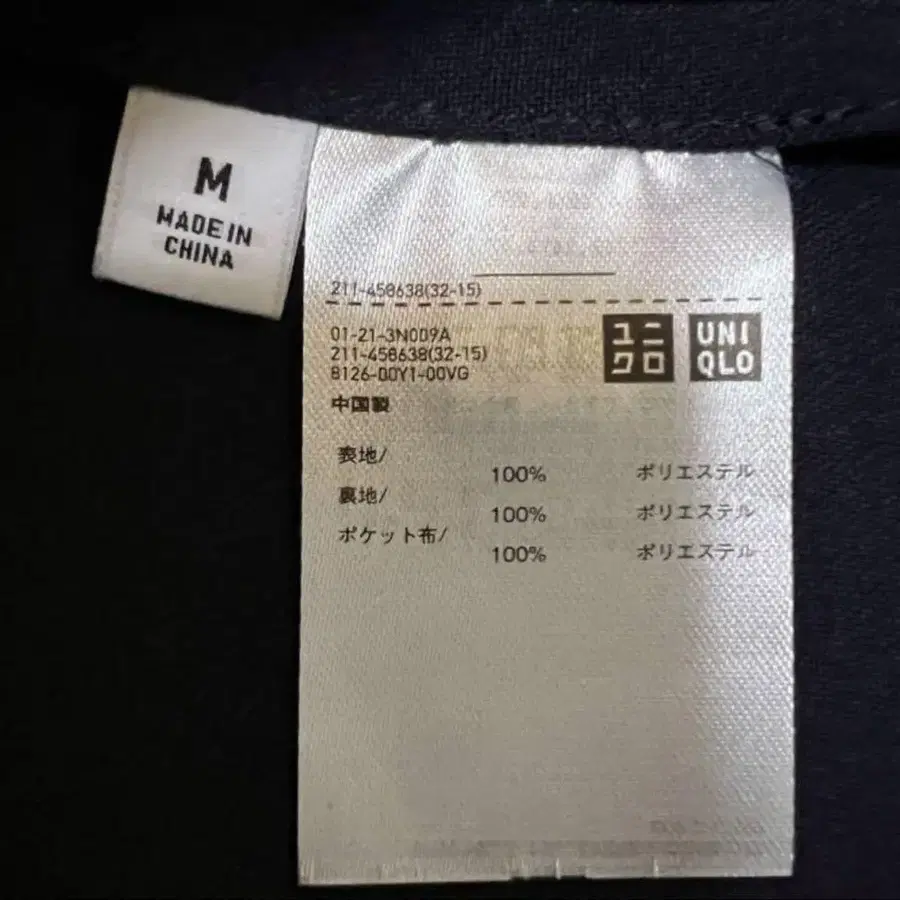 M
MADE IN
CHINA
211-458638(32-15)
01-21-3N009A
211-458638(32-15)
8126-00Y1-00VG
中国製
ユニ
クロ
UNI
QLO
表地/
100% ポリエステル
裏地/
100% ポリエステル
ポケット布/
100% ポリエステル